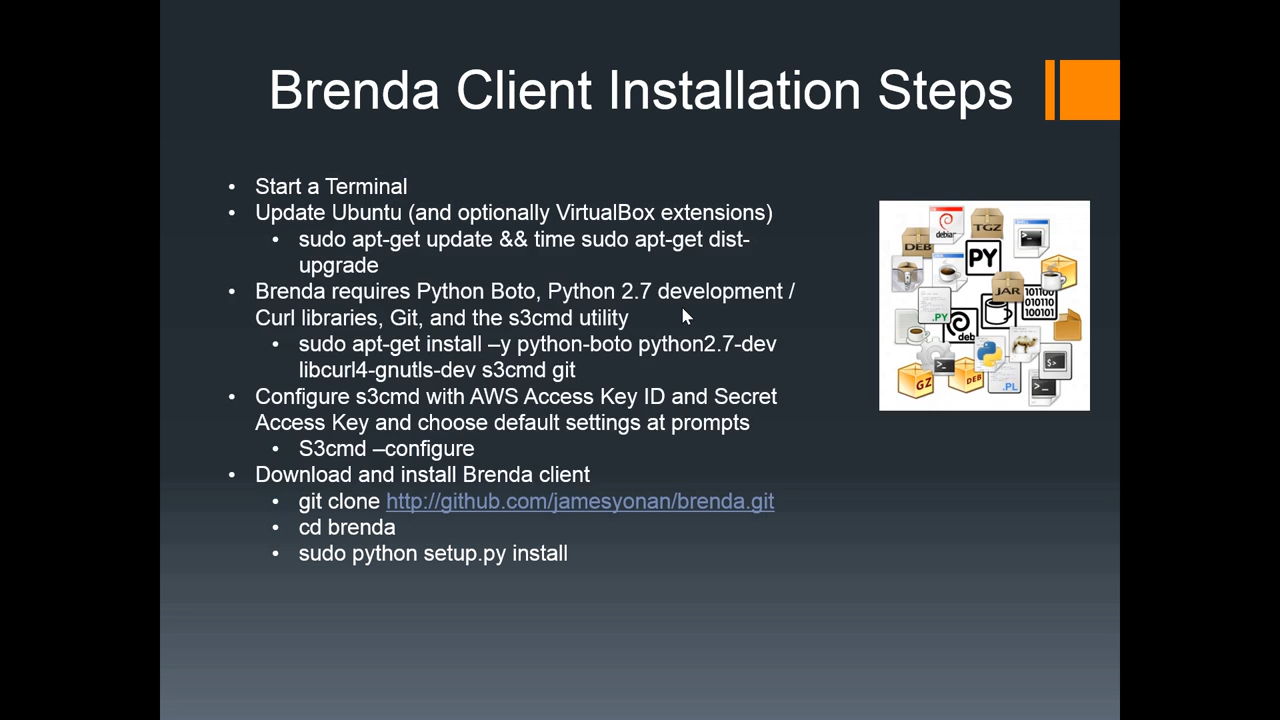 Brenda Client Installation Steps
• Start a Terminal
• Update Ubuntu (and optionally VirtualBox extensions)
• sudo apt-get update && time sudo apt-get dist-
upgrade
• Brenda requires Python Boto, Python 2.7 development /
Curl libraries, Git, and the s3cmd utility
• sudo apt-get install –y python-boto python2.7-dev
libcurl4-gnutls-dev s3cmd git
• Configure s3cmd with AWS Access Key ID and Secret
Access Key and choose default settings at prompts
• S3cmd –configure
• Download and install Brenda client
• git clone http://github.com/jamesyonan/brenda.git
• cd brenda
• sudo python setup.py install
debian
TGZ
DEB
PY
JAR
10110
010110
100101
.PY
deb
GZ
DEB
.PL